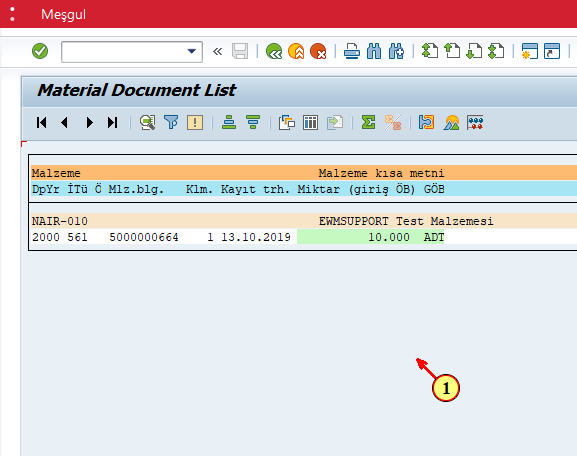 Meşgul
Material Document List
Malzeme Malzeme kısa metni
DpYr İTü Ö Mlz.blg. Klm. Kayıt trh. Miktar (giriş ÖB) GÖB
NAIR-010 EWMSUPPORT Test Malzemesi
2000 561 5000000664 1 13.10.2019 10.000 ADT
1